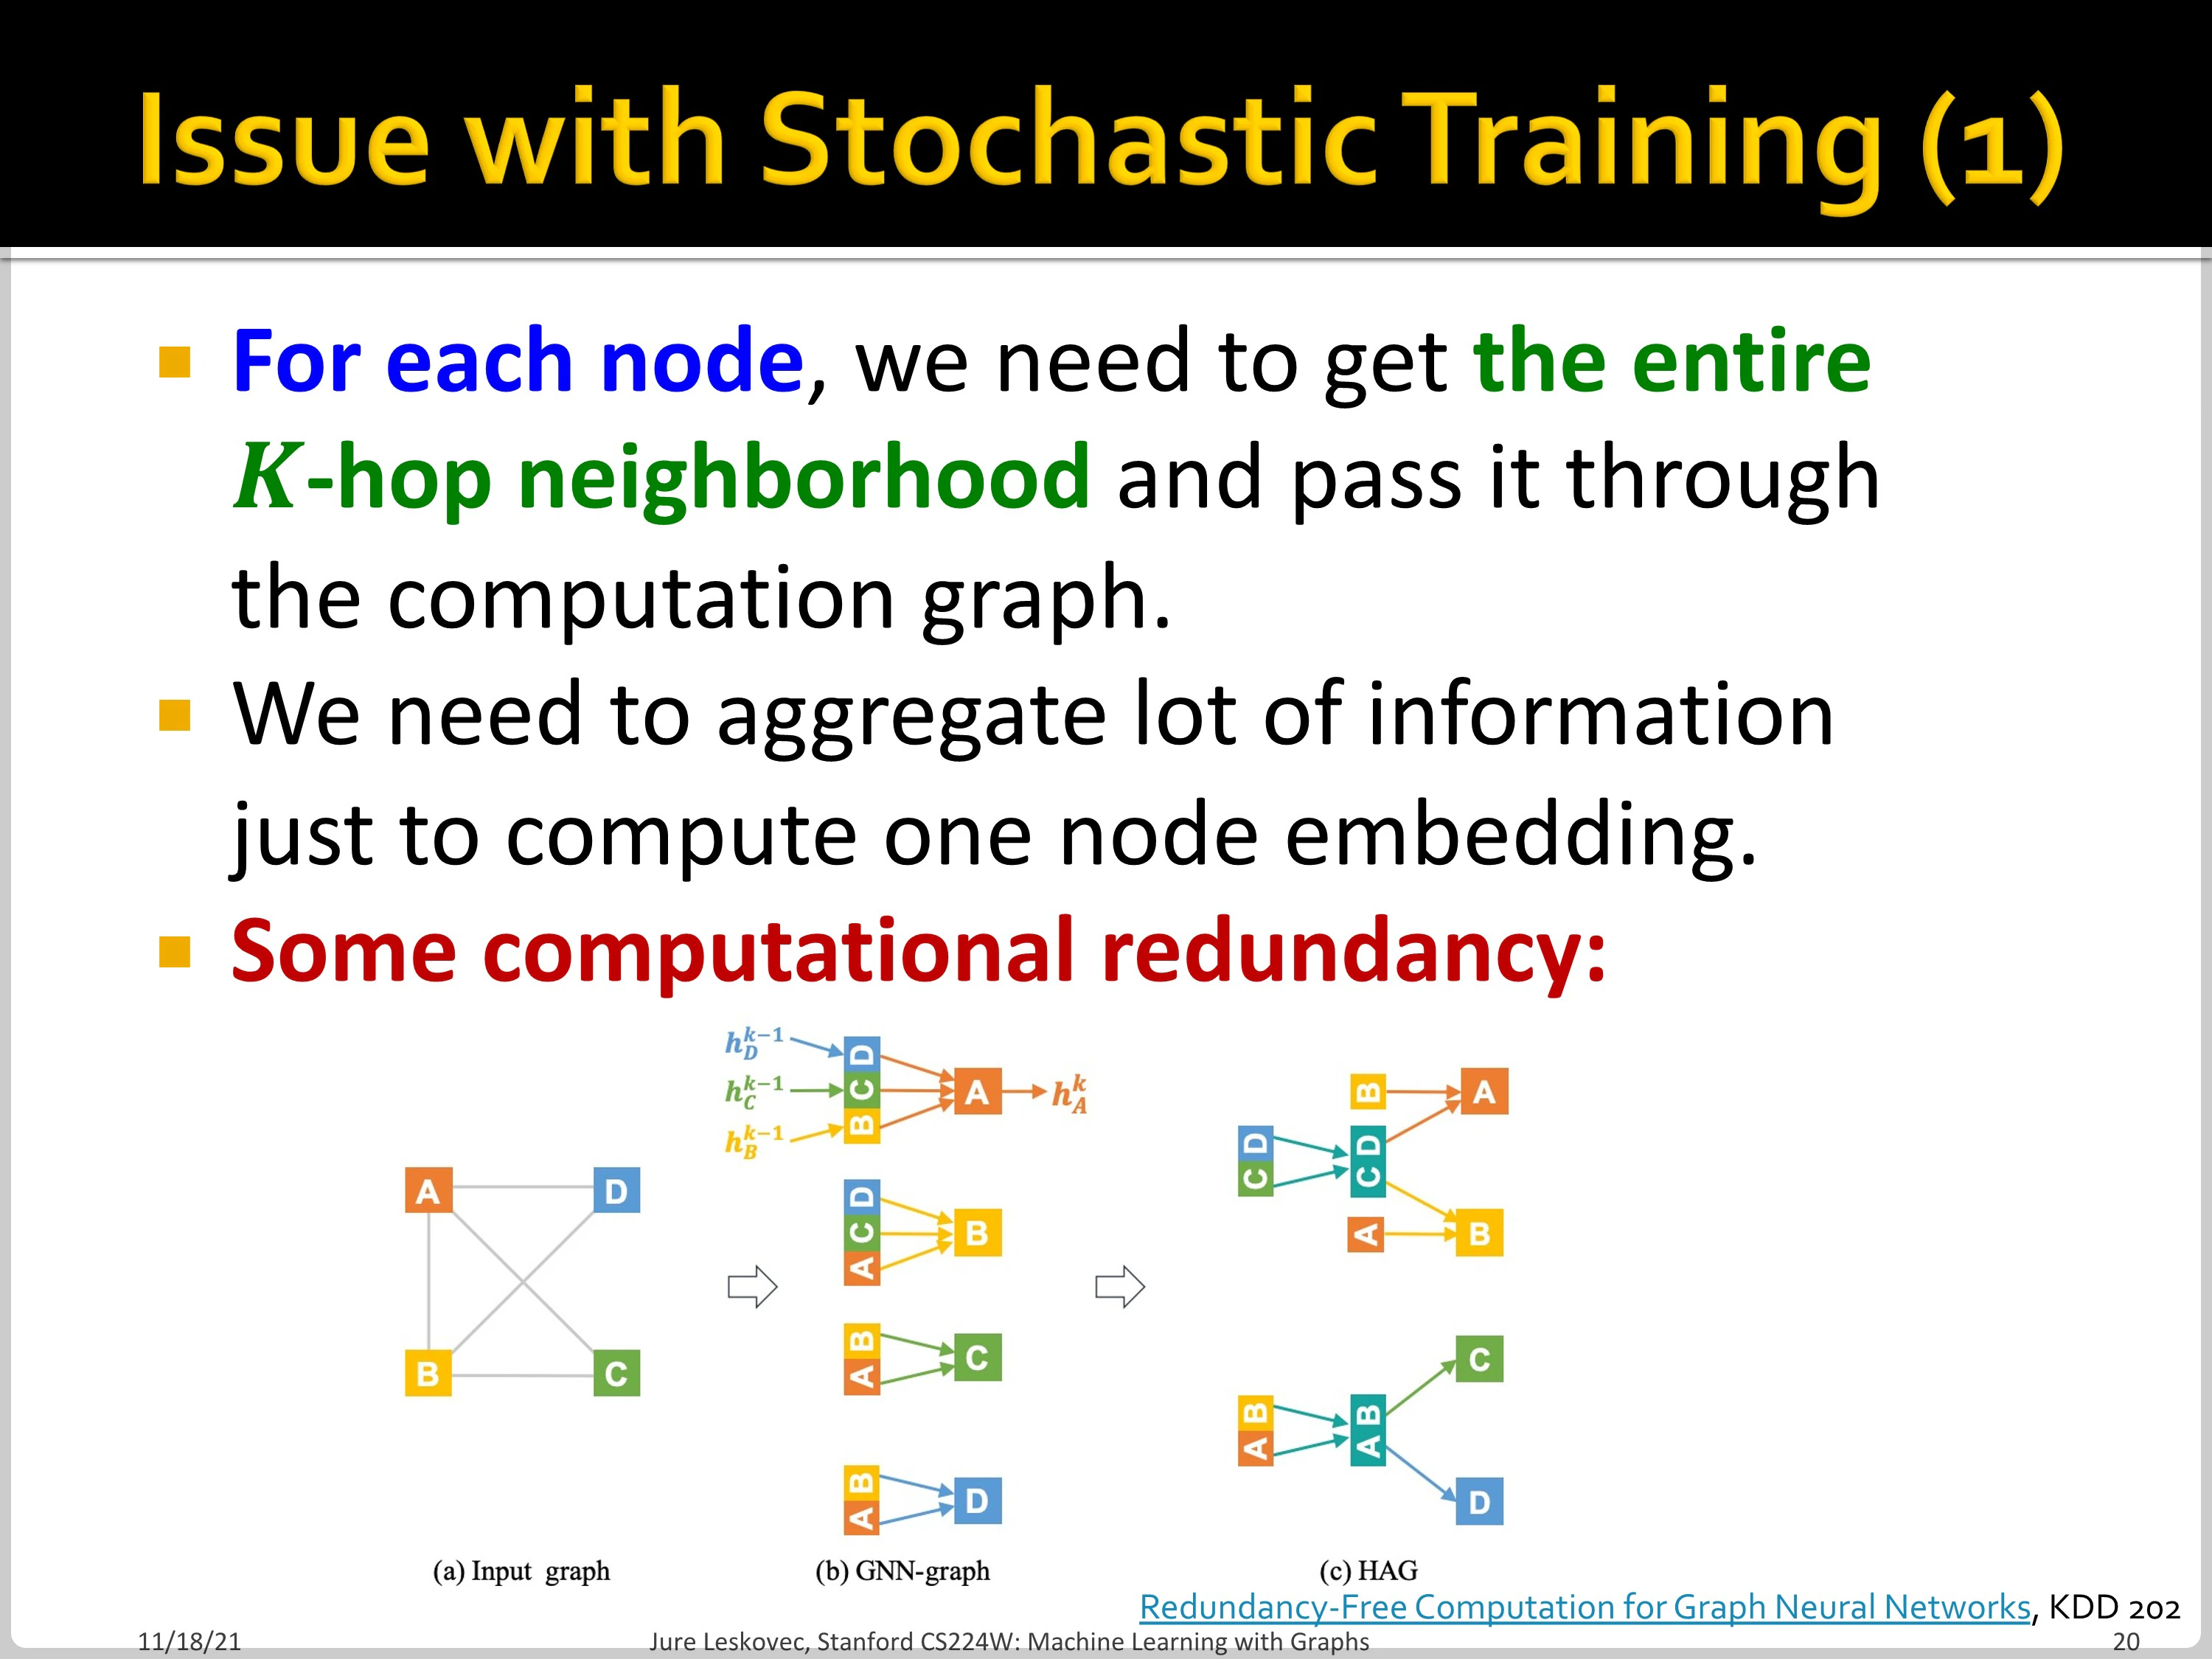 Issue with Stochastic Training (1)
For each node, we need to get the entire
K-hop neighborhood and pass it through
the computation graph.
We need to aggregate lot of information
just to compute one node embedding.
Some computational redundancy:
h_D^{k-1}
h_C^{k-1}
h_B^{k-1}
B C D
A
h_A^k
A C D
B
A B
C
A B
D
A
D
B
C
B
A
C D
C D
A
B
C
A B
A B
D
(a) Input graph
(b) GNN-graph
(c) HAG
Redundancy-Free Computation for Graph Neural Networks, KDD 202
11/18/21
Jure Leskovec, Stanford CS224W: Machine Learning with Graphs
20